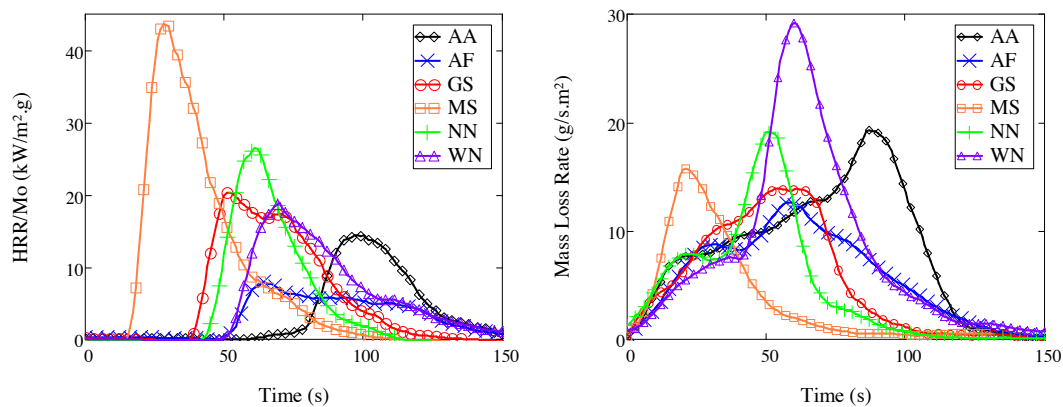 HRR/Mo (kW/m².g)
40
30
20
10
0
0
50
100
150
Time (s)
AA
AF
GS
MS
NN
WN
Mass Loss Rate (g/s.m²)
30
20
10
0
0
50
100
150
Time (s)
AA
AF
GS
MS
NN
WN